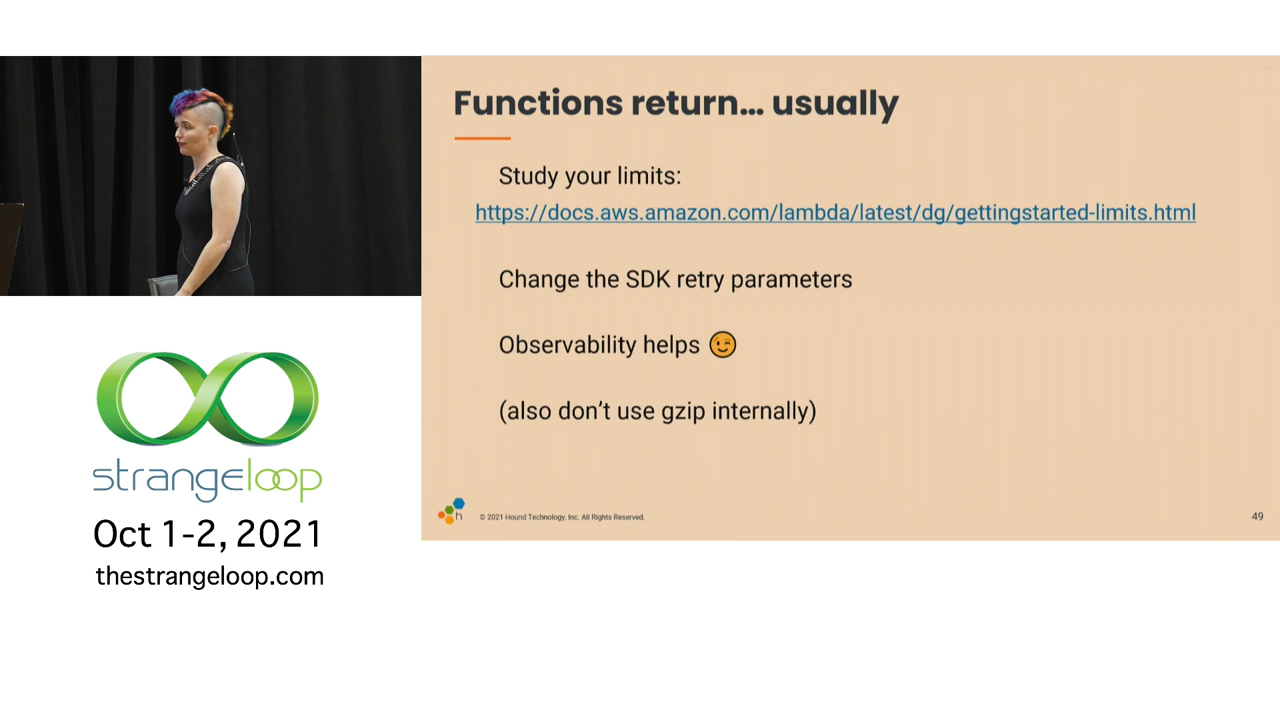 Functions return... usually
Study your limits:
https://docs.aws.amazon.com/lambda/latest/dg/gettingstarted-limits.html
Change the SDK retry parameters
Observability helps 😉
(also don't use gzip internally)
h
© 2021 Hound Technology, Inc. All Rights Reserved.
49
strangeloop
Oct 1-2, 2021
thestrangeloop.com